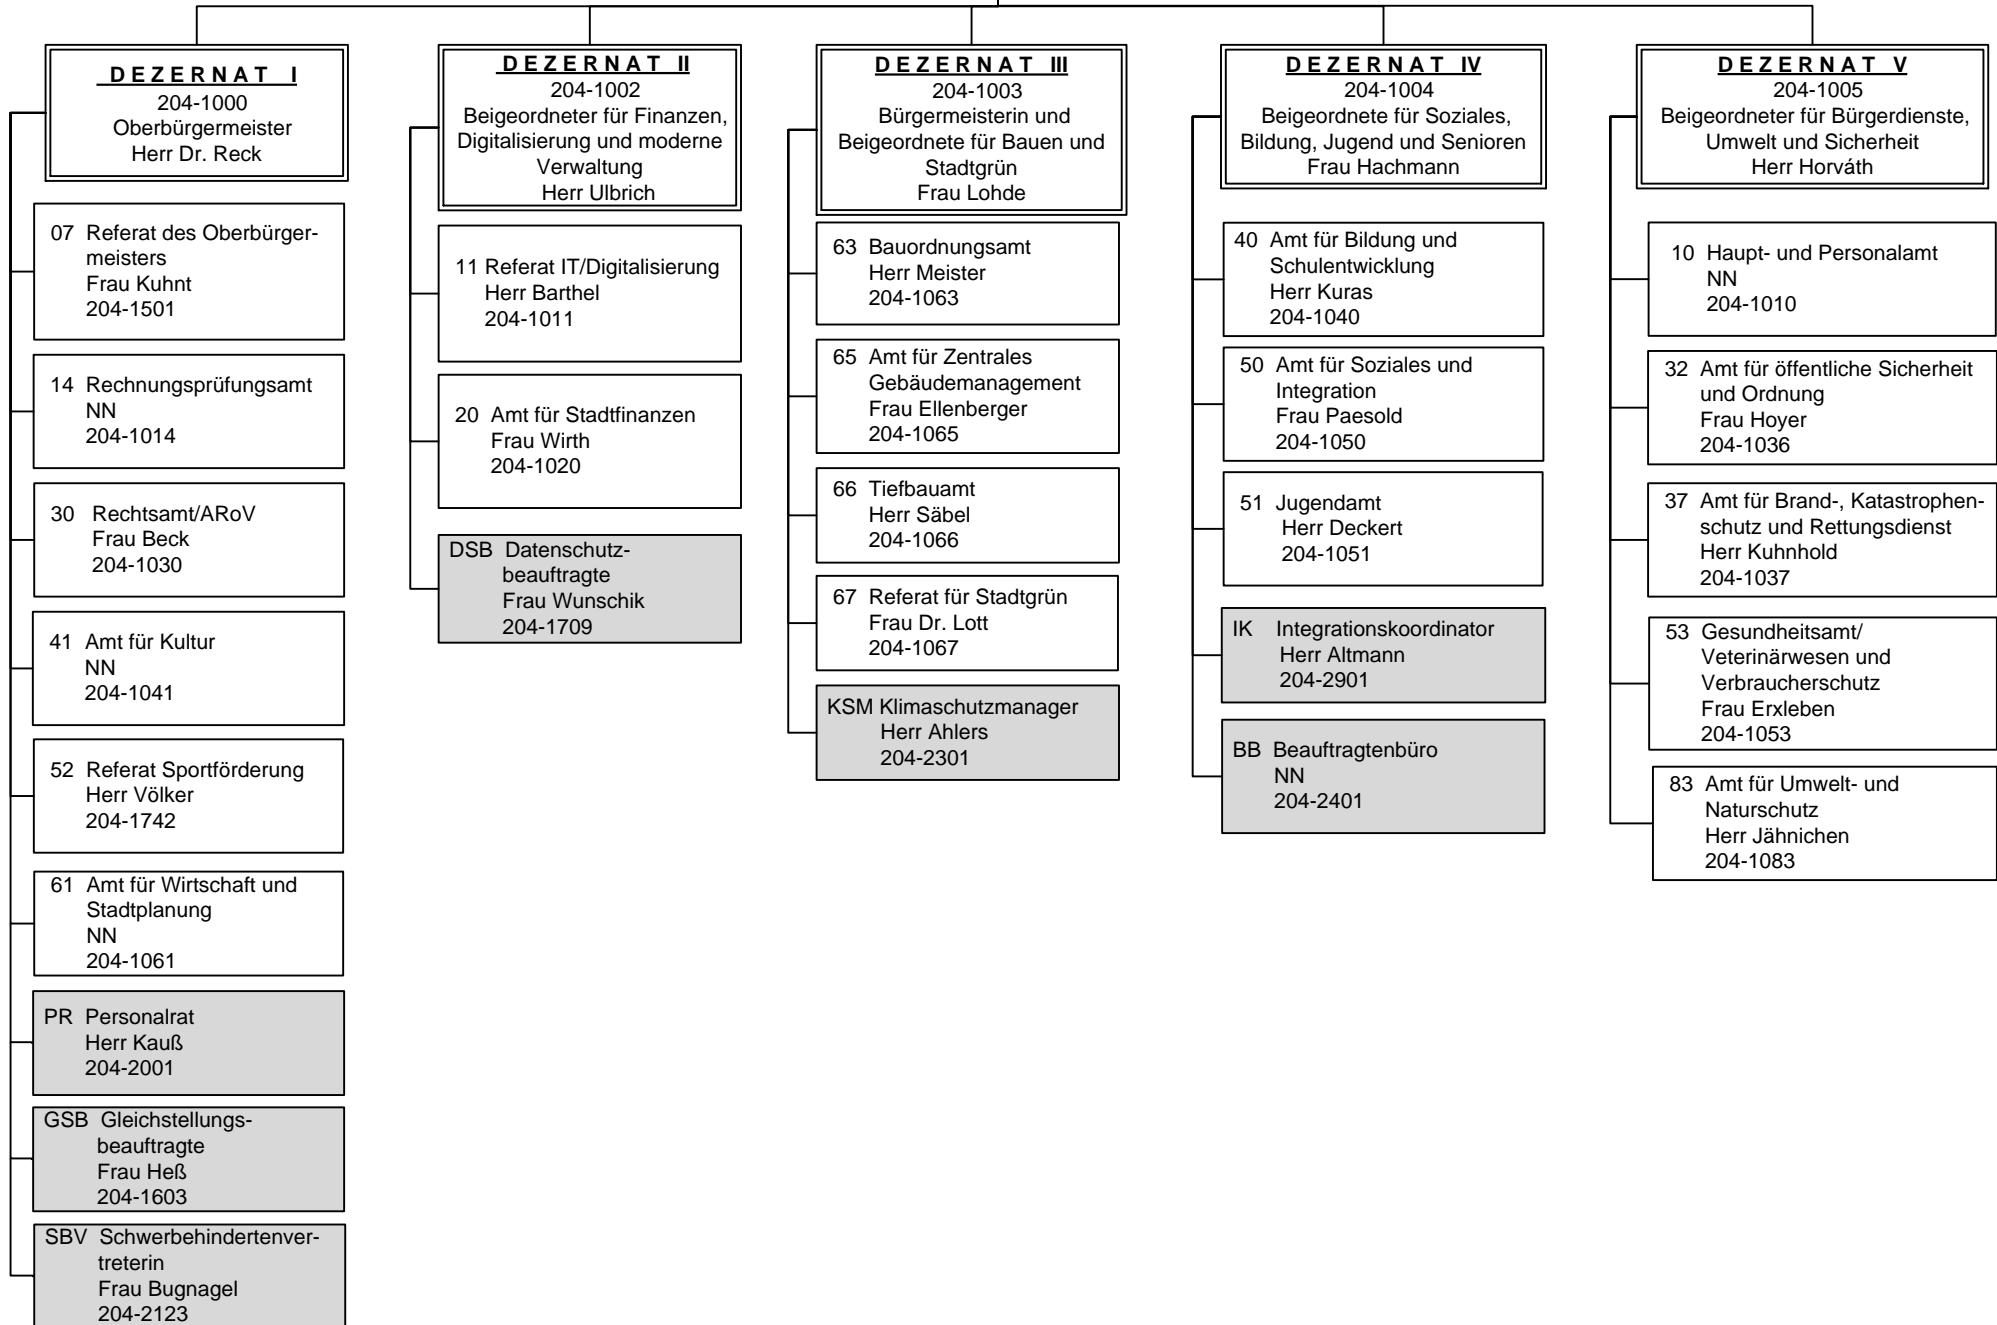 DEZERNAT I
204-1000
Oberbürgermeister
Herr Dr. Reck
07 Referat des Oberbürger-
meisters
Frau Kuhnt
204-1501
14 Rechnungsprüfungsamt
NN
204-1014
30 Rechtsamt/ARoV
Frau Beck
204-1030
41 Amt für Kultur
NN
204-1041
52 Referat Sportförderung
Herr Völker
204-1742
61 Amt für Wirtschaft und
Stadtplanung
NN
204-1061
PR Personalrat
Herr Kauß
204-2001
GSB Gleichstellungs-
beauftragte
Frau Heß
204-1603
SBV Schwerbehindertenver-
treterin
Frau Bugnagel
204-2123
DEZERNAT II
204-1002
Beigeordneter für Finanzen,
Digitalisierung und moderne
Verwaltung
Herr Ulbrich
11 Referat IT/Digitalisierung
Herr Barthel
204-1011
20 Amt für Stadtfinanzen
Frau Wirth
204-1020
DSB Datenschutz-
beauftragte
Frau Wunschik
204-1709
DEZERNAT III
204-1003
Bürgermeisterin und
Beigeordnete für Bauen und
Stadtgrün
Frau Lohde
63 Bauordnungsamt
Herr Meister
204-1063
65 Amt für Zentrales
Gebäudemanagement
Frau Ellenberger
204-1065
66 Tiefbauamt
Herr Säbel
204-1066
67 Referat für Stadtgrün
Frau Dr. Lott
204-1067
KSM Klimaschutzmanager
Herr Ahlers
204-2301
DEZERNAT IV
204-1004
Beigeordnete für Soziales,
Bildung, Jugend und Senioren
Frau Hachmann
40 Amt für Bildung und
Schulentwicklung
Herr Kuras
204-1040
50 Amt für Soziales und
Integration
Frau Paesold
204-1050
51 Jugendamt
Herr Deckert
204-1051
IK Integrationskoordinator
Herr Altmann
204-2901
BB Beauftragtenbüro
NN
204-2401
DEZERNAT V
204-1005
Beigeordneter für Bürgerdienste,
Umwelt und Sicherheit
Herr Horváth
10 Haupt- und Personalamt
NN
204-1010
32 Amt für öffentliche Sicherheit
und Ordnung
Frau Hoyer
204-1036
37 Amt für Brand-, Katastrophen-
schutz und Rettungsdienst
Herr Kuhnhold
204-1037
53 Gesundheitsamt/
Veterinärwesen und
Verbraucherschutz
Frau Erxleben
204-1053
83 Amt für Umwelt- und
Naturschutz
Herr Jähnichen
204-1083